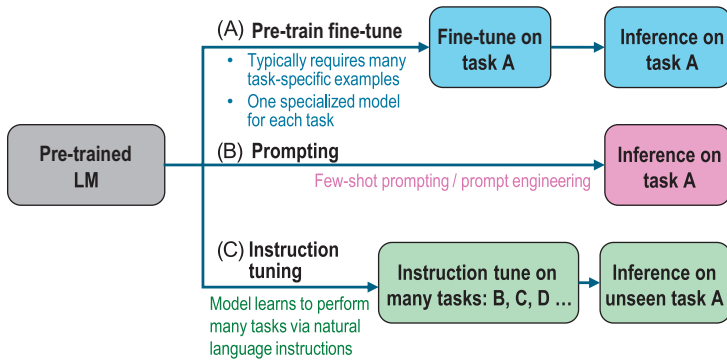 (A) Pre-train fine-tune
• Typically requires many
task-specific examples
• One specialized model
for each task
Fine-tune on
task A
Inference on
task A
Pre-trained
LM
(B) Prompting
Few-shot prompting / prompt engineering
Inference on
task A
(C) Instruction
tuning
Model learns to perform
many tasks via natural
language instructions
Instruction tune on
many tasks: B, C, D ...
Inference on
unseen task A